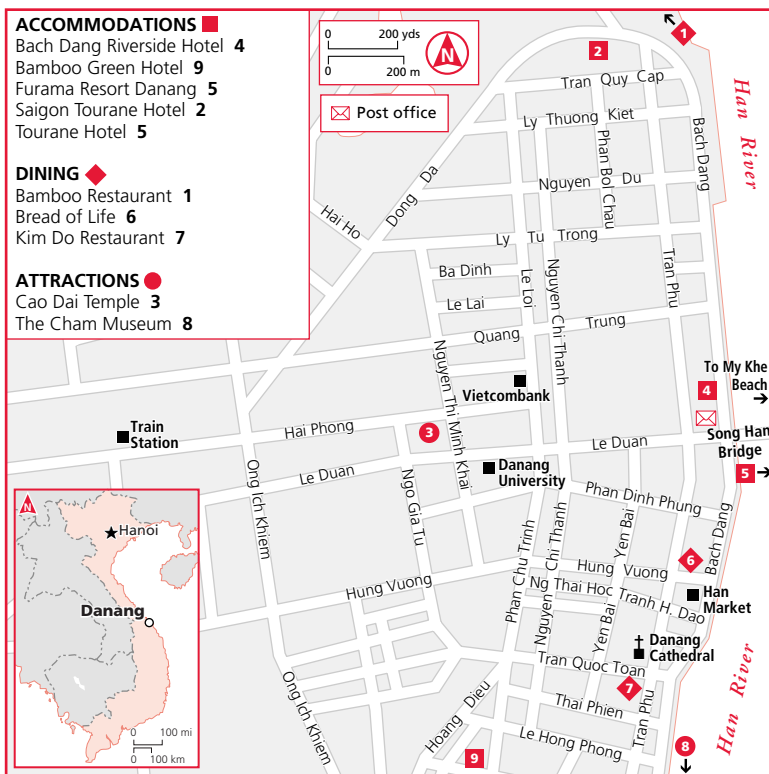 ACCOMMODATIONS
Bach Dang Riverside Hotel 4
Bamboo Green Hotel 9
Furama Resort Danang 5
Saigon Tourane Hotel 2
Tourane Hotel 5
DINING
Bamboo Restaurant 1
Bread of Life 6
Kim Do Restaurant 7
ATTRACTIONS
Cao Dai Temple 3
The Cham Museum 8
0 200 yds
0 200 m
N
Post office
1
2
Tran Quy Cap
Han River
Ly Thuong Kiet
Bach Dang
Phan Boi Chau
Nguyen Du
Dong Da
Hai Ho
Ly Tu Trong
Ba Dinh
Le Loi
Nguyen Chi Thanh
Tran Phu
Le Lai
Quang Trung
Nguyen Thi Minh Khai
To My Khe
Beach
4
Vietcombank
Train
Station
Hai Phong
3
Le Duan
Song Han
Bridge
5
Le Duan
Danang
University
Ong Ich Khiem
Ngo Gia Tu
Phan Dinh Phung
Phan Chu Trinh
Nguyen Chi Thanh
Yen Bai
Bach Dang
6
Hung Vuong
Hung Vuong
Ng Thai Hoc
Tranh H. Dao
Han
Market
Yen Bai
Danang
Cathedral
Tran Quoc Toan
7
Thai Phien
Tran Phu
Ong Ich Khiem
Hoang Dieu
Le Hong Phong
9
8
Han River
N
Hanoi
Danang
0 100 mi
0 100 km